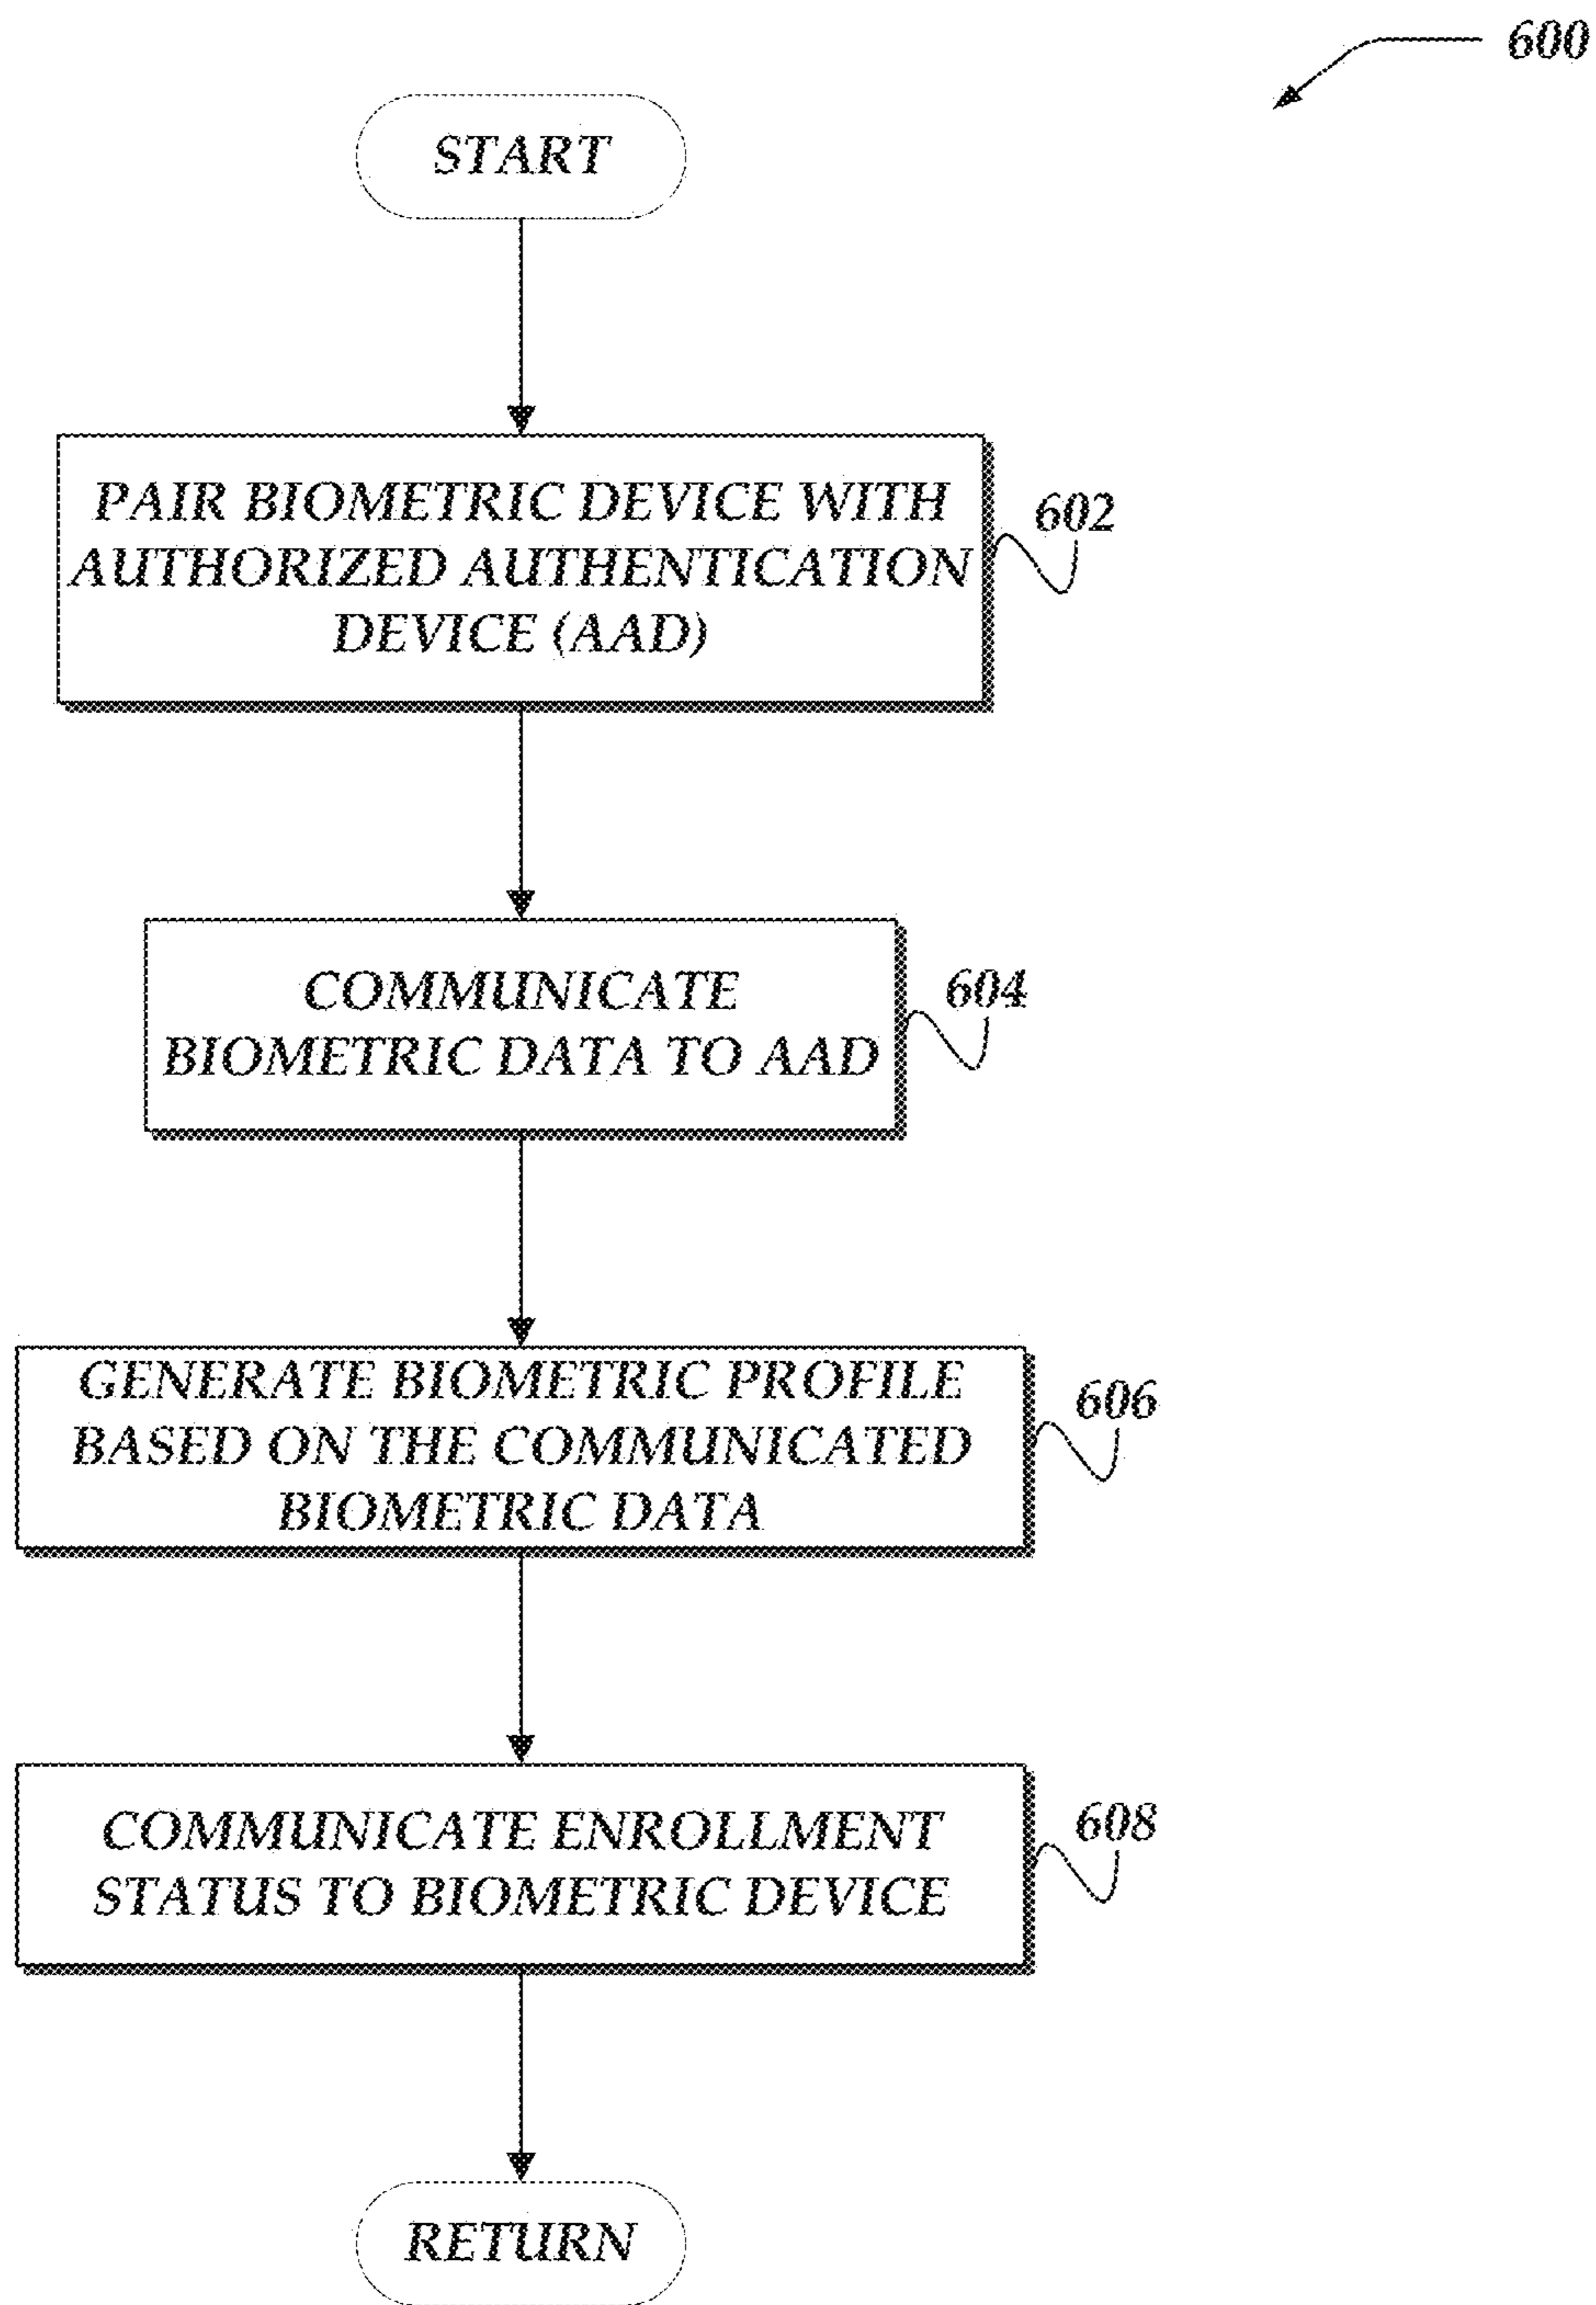 600
START
PAIR BIOMETRIC DEVICE WITH
AUTHORIZED AUTHENTICATION
DEVICE (AAD)
602
COMMUNICATE
BIOMETRIC DATA TO AAD
604
GENERATE BIOMETRIC PROFILE
BASED ON THE COMMUNICATED
BIOMETRIC DATA
606
COMMUNICATE ENROLLMENT
STATUS TO BIOMETRIC DEVICE
608
RETURN